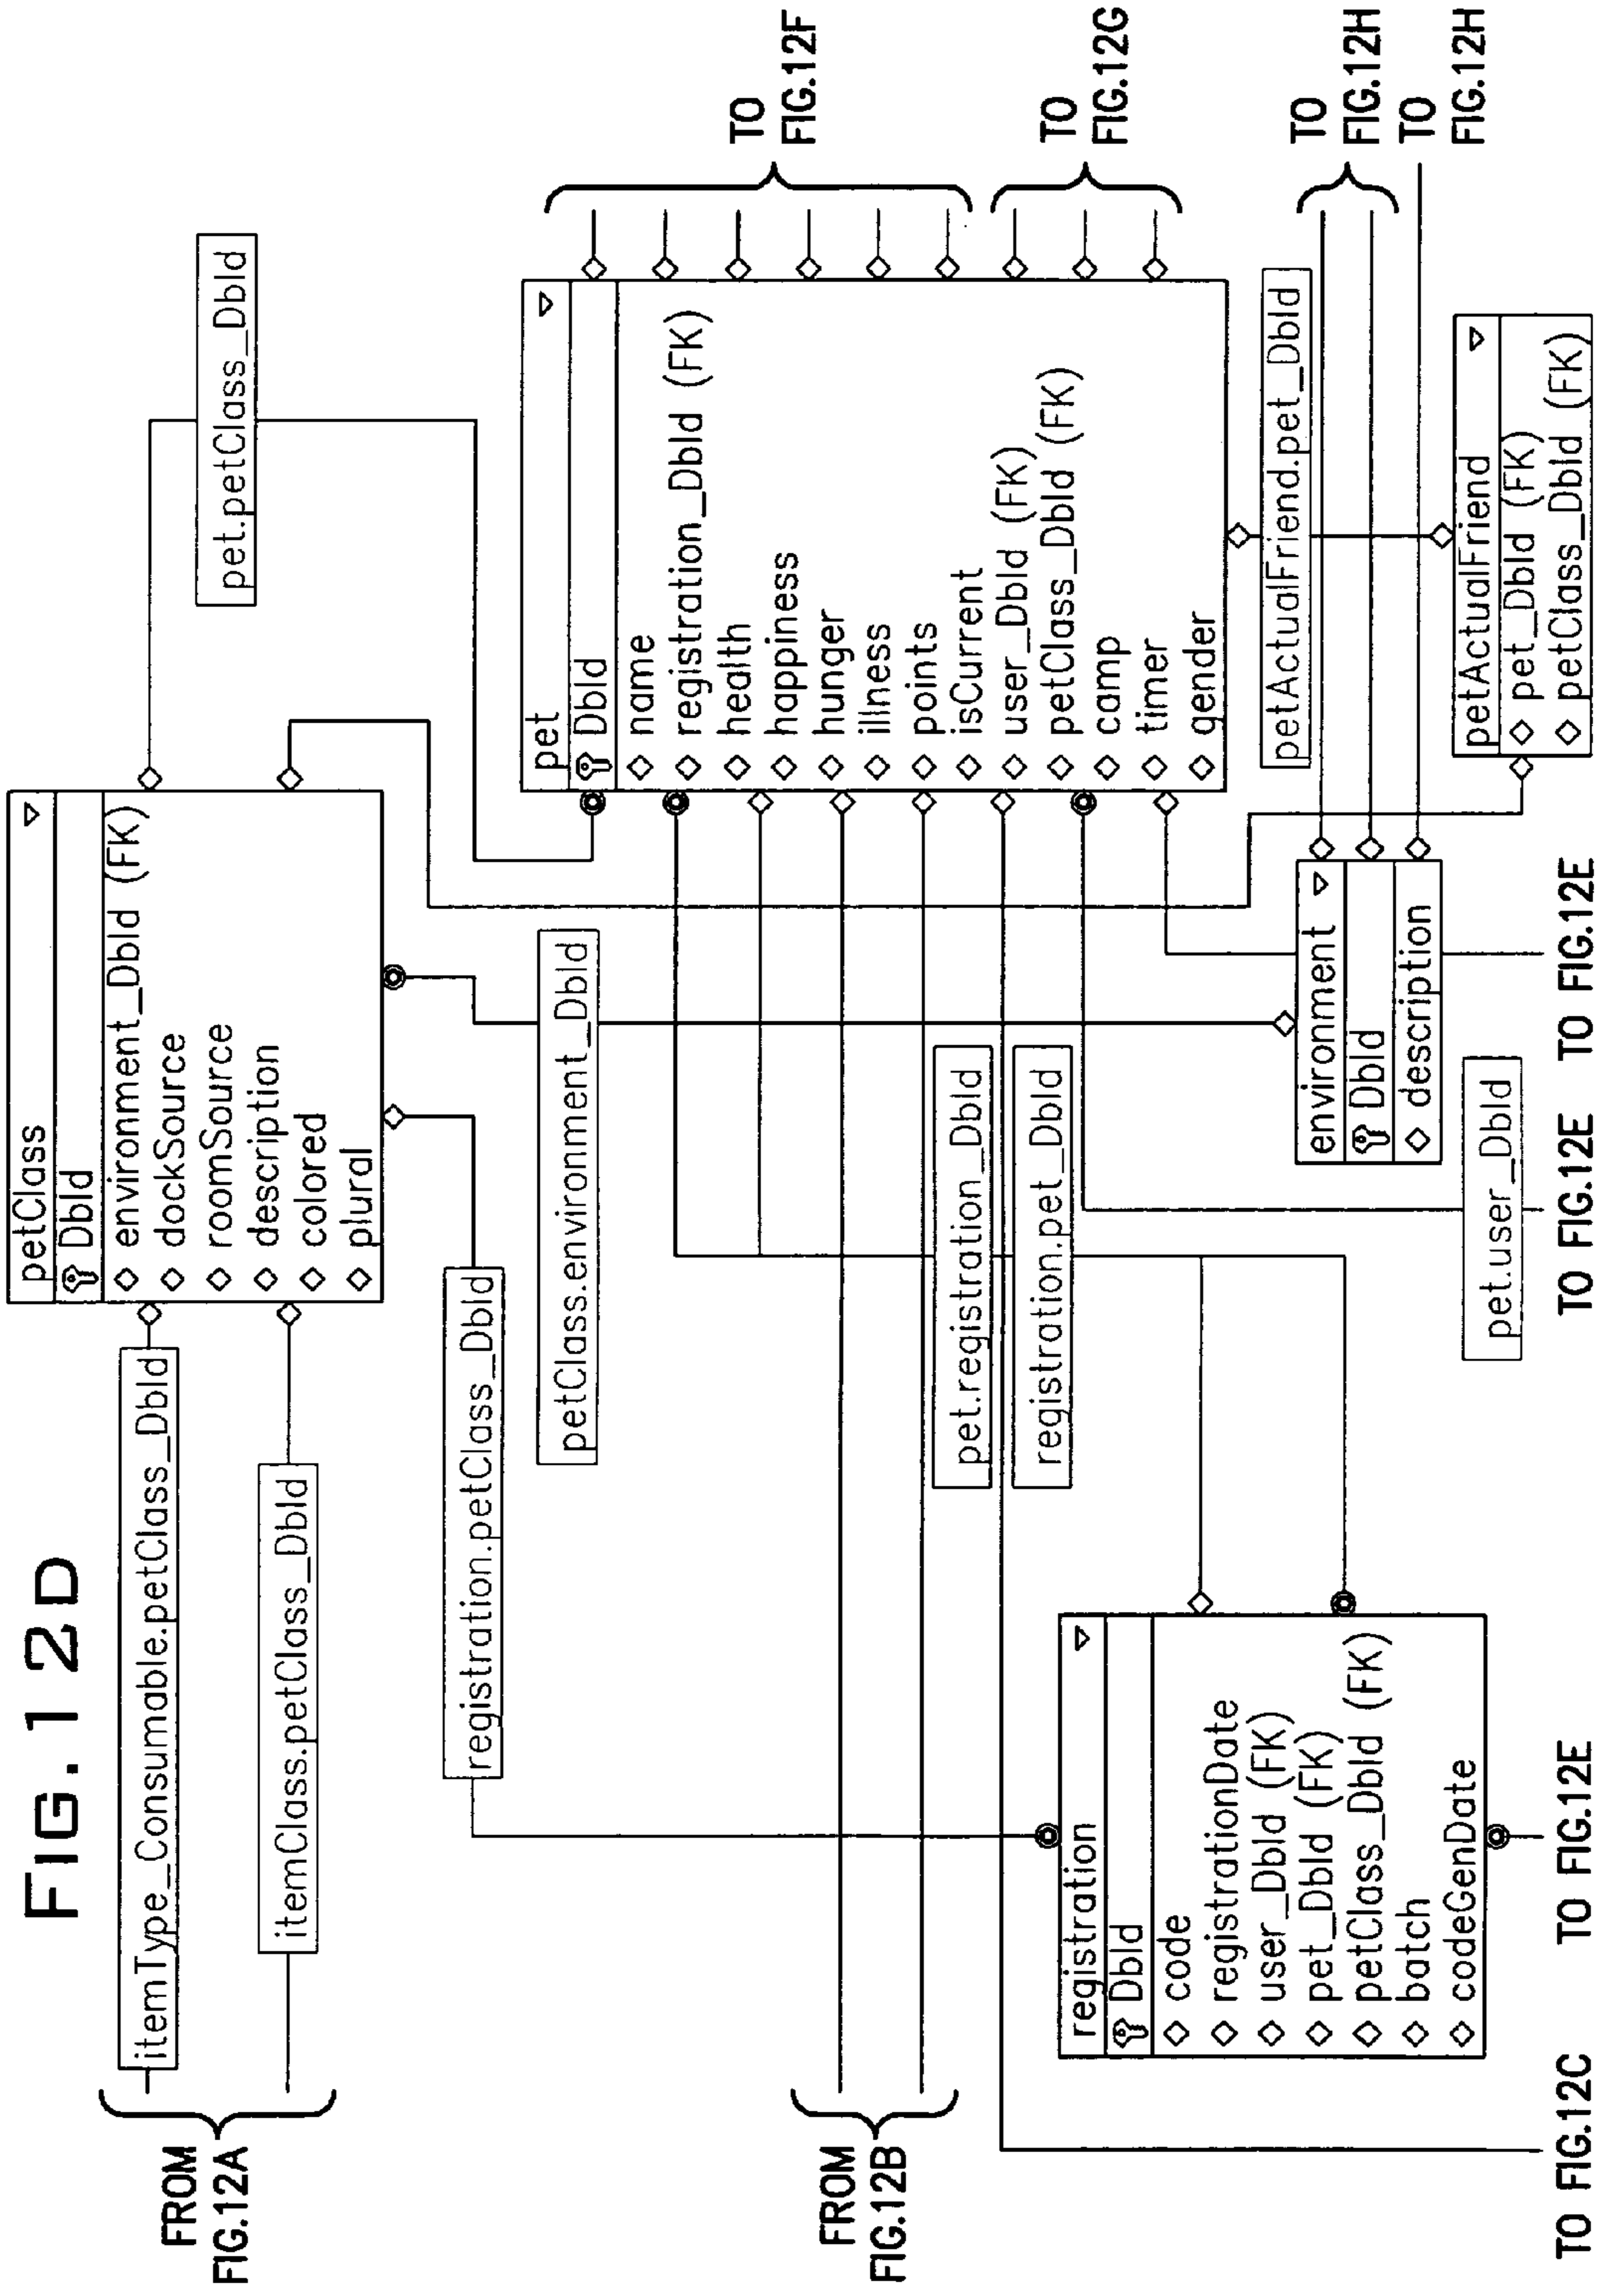 FIG. 12D
FROM
FIG.12A
itemType_Consumable.petClass_DbId
itemClass.petClass_DbId
petClass
DbId
environment_DbId (FK)
dockSource
roomSource
description
colored
plural
pet.petClass_DbId
registration.petClass_DbId
petClass.environment_DbId
pet
DbId
name
registration_DbId (FK)
health
happiness
hunger
illness
points
isCurrent
user_DbId (FK)
petClass_DbId (FK)
camp
timer
gender
TO
FIG.12F
TO
FIG.12G
FROM
FIG.12B
pet.registration_DbId
registration.pet_DbId
registration
DbId
code
registrationDate
user_DbId (FK)
pet_DbId (FK)
petClass_DbId (FK)
batch
codeGenDate
petActualFriend.pet_DbId
environment
DbId
description
TO
FIG.12H
TO
FIG.12H
petActualFriend
pet_DbId (FK)
petClass_DbId (FK)
pet.user_DbId
TO FIG.12C
TO FIG.12E
TO FIG.12E
TO FIG.12E